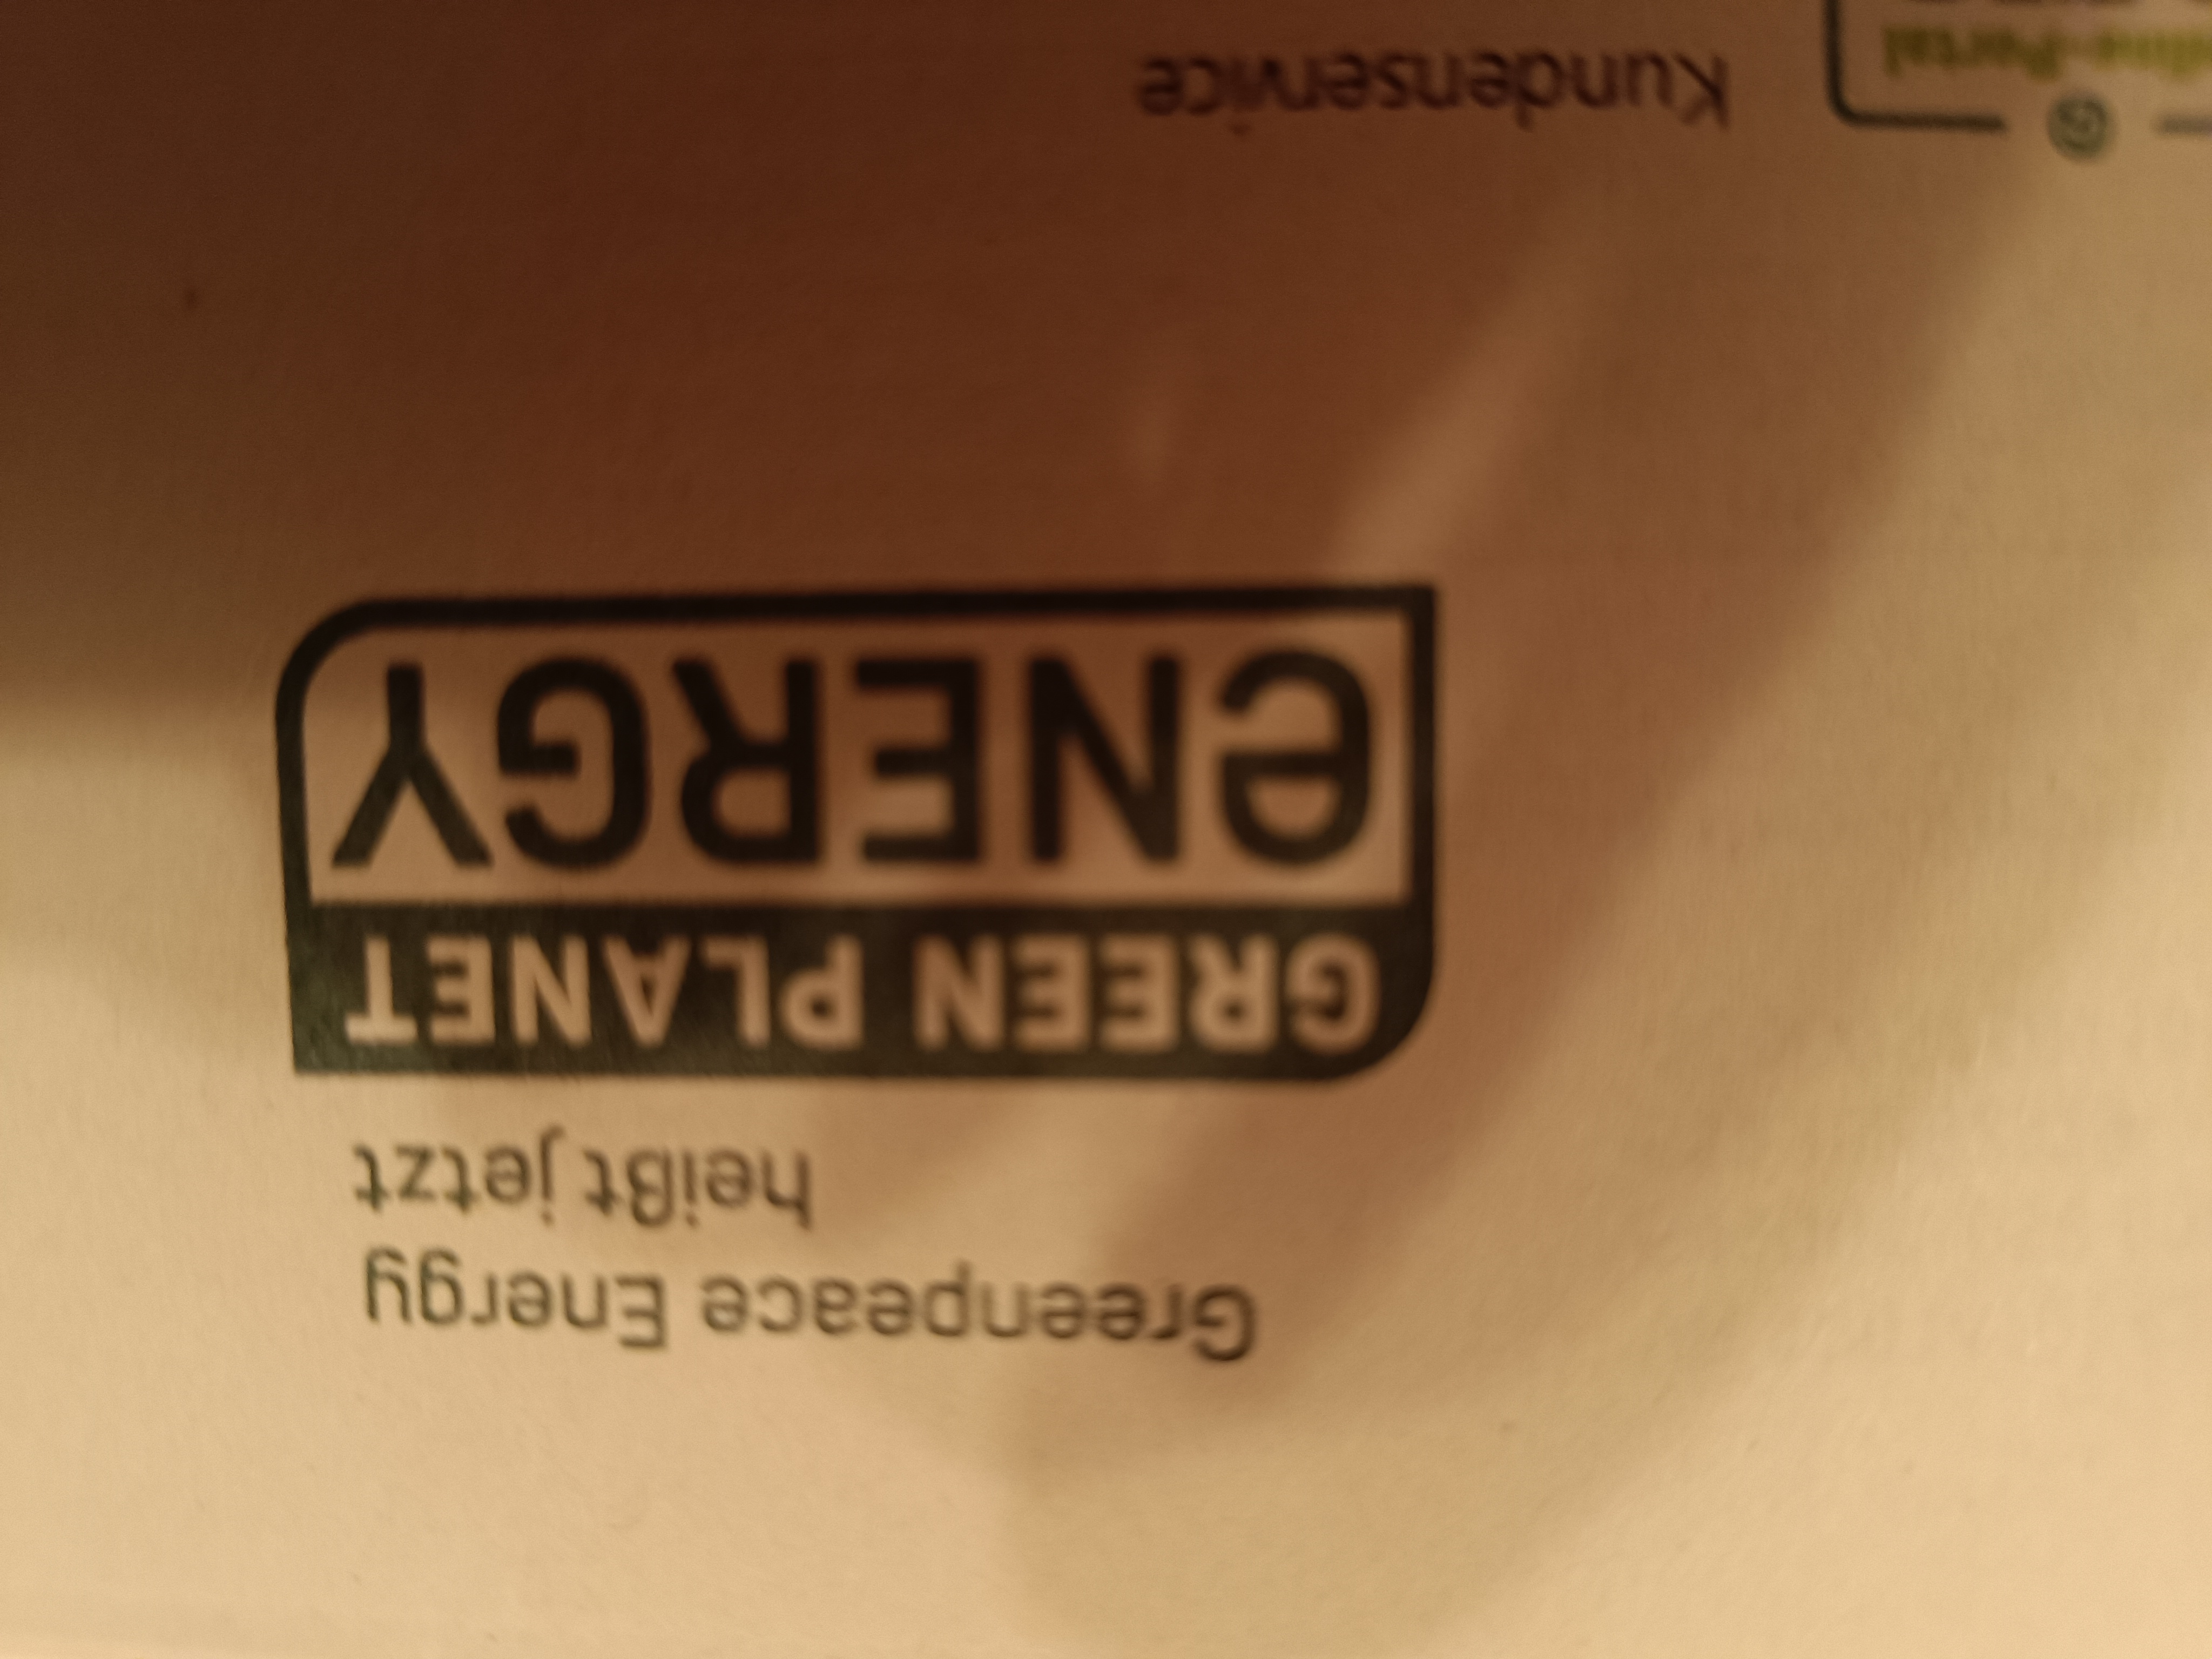 Greenpeace Energy
heißt jetzt
GREEN PLANET
eNERGY
Kundenservice